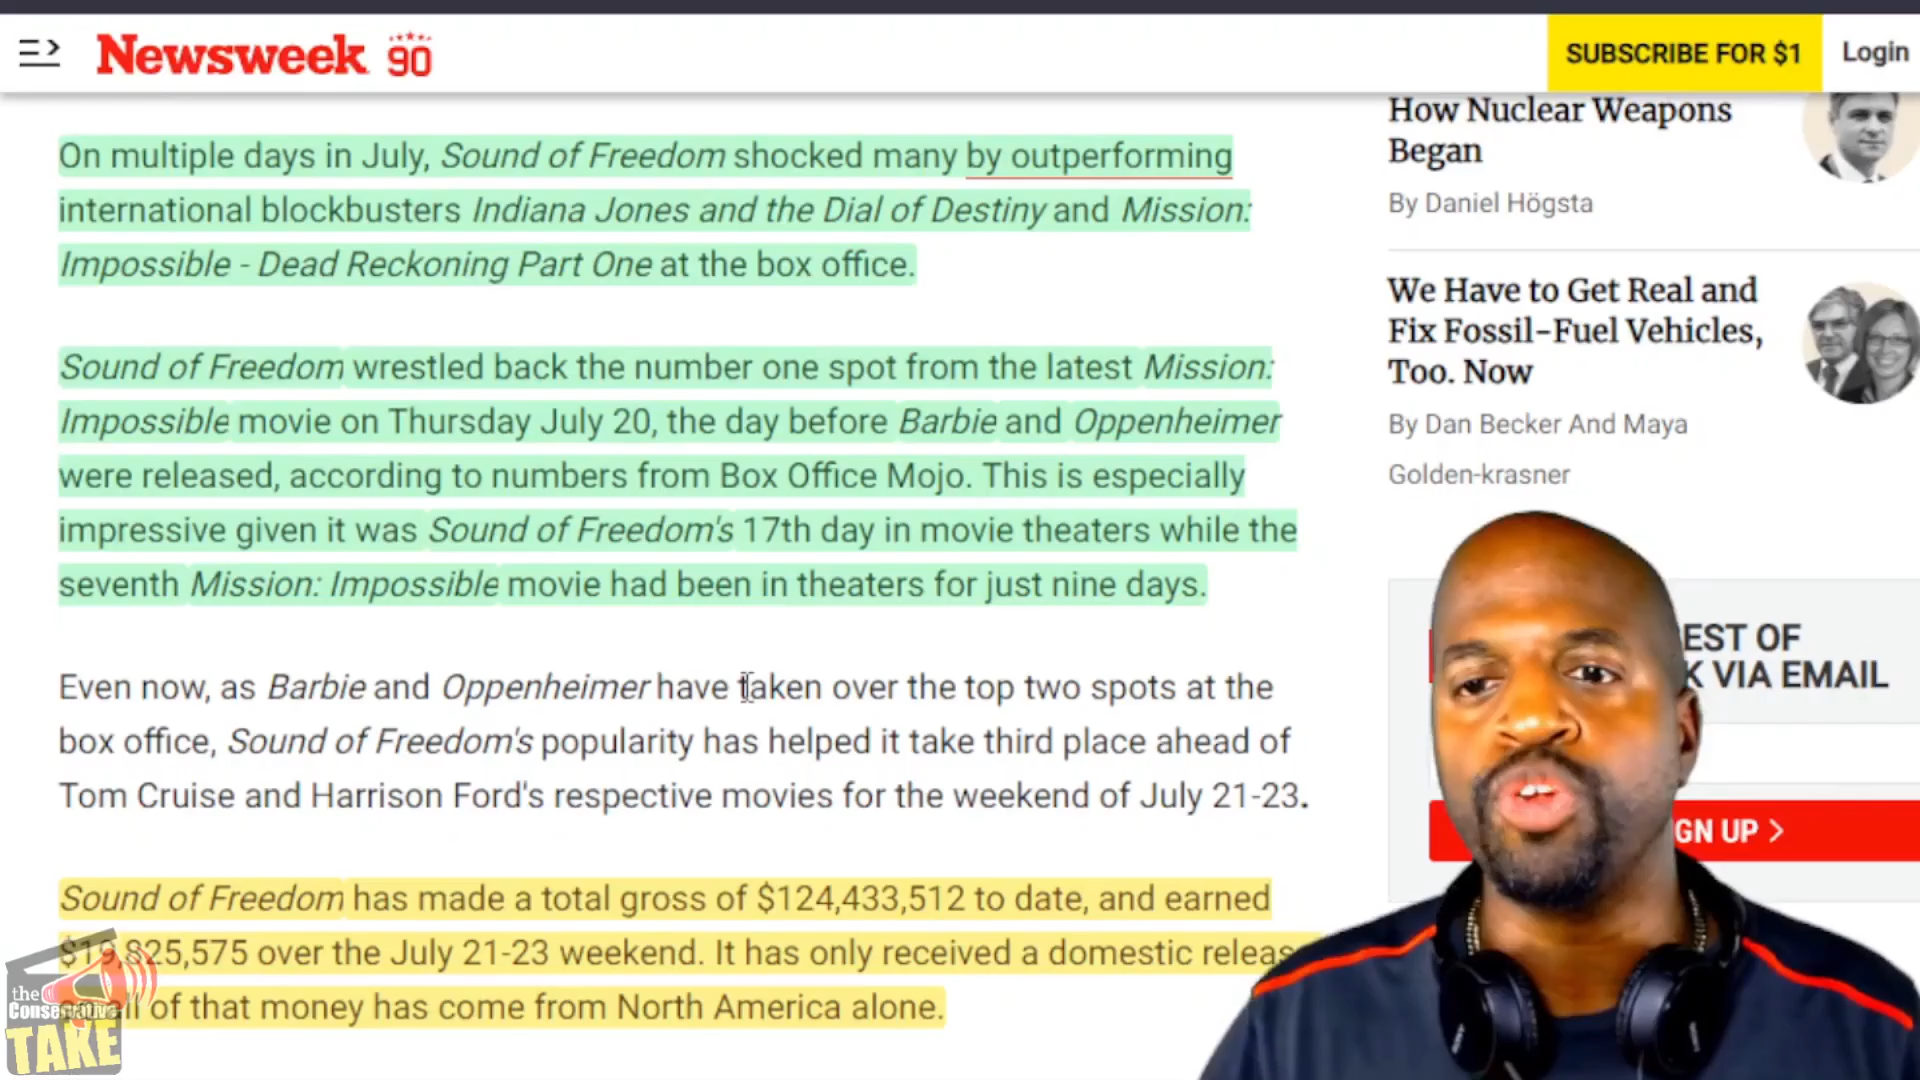 Newsweek 90
SUBSCRIBE FOR $1
Login
On multiple days in July, Sound of Freedom shocked many by outperforming
international blockbusters Indiana Jones and the Dial of Destiny and Mission:
Impossible - Dead Reckoning Part One at the box office.
Sound of Freedom wrestled back the number one spot from the latest Mission:
Impossible movie on Thursday July 20, the day before Barbie and Oppenheimer
were released, according to numbers from Box Office Mojo. This is especially
impressive given it was Sound of Freedom's 17th day in movie theaters while the
seventh Mission: Impossible movie had been in theaters for just nine days.
Even now, as Barbie and Oppenheimer have taken over the top two spots at the
box office, Sound of Freedom's popularity has helped it take third place ahead of
Tom Cruise and Harrison Ford's respective movies for the weekend of July 21-23.
Sound of Freedom has made a total gross of $124,433,512 to date, and earned
$19,825,575 over the July 21-23 weekend. It has only received a domestic releas
all of that money has come from North America alone.
How Nuclear Weapons
Began
By Daniel Högsta
We Have to Get Real and
Fix Fossil-Fuel Vehicles,
Too. Now
By Dan Becker And Maya
Golden-krasner
EST OF
K VIA EMAIL
GN UP >
the
Conservative
TAKE